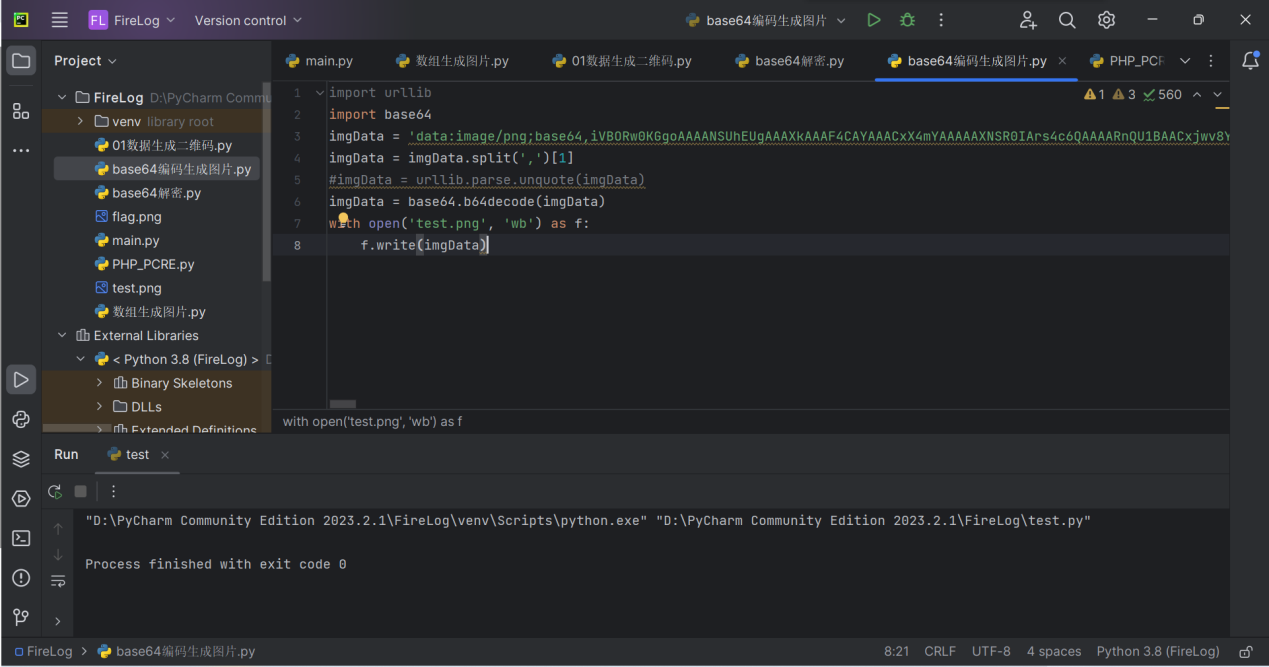 FL FireLog Version control base64编码生成图片
Project
main.py 数组生成图片.py 01数据生成二维码.py base64解密.py base64编码生成图片.py PHP_PCR
FireLog D:\PyCharm Commu
venv library root
01数据生成二维码.py
base64编码生成图片.py
base64解密.py
flag.png
main.py
PHP_PCRE.py
test.png
数组生成图片.py
External Libraries
< Python 3.8 (FireLog) >
Binary Skeletons
DLLs
Extended Definitions
1 import urllib
2 import base64
3 imgData = 'data:image/png;base64,iVBORw0KGgoAAAANSUhEUgAAAXkAAAF4CAYAAACxX4mYAAAAAXNSR0IArs4c6QAAAARnQU1BAACxjwv8Y
4 imgData = imgData.split(',')[1]
5 #imgData = urllib.parse.unquote(imgData)
6 imgData = base64.b64decode(imgData)
7 with open('test.png', 'wb') as f:
8 f.write(imgData)
1 3 560
with open('test.png', 'wb') as f
Run test
"D:\PyCharm Community Edition 2023.2.1\FireLog\venv\Scripts\python.exe" "D:\PyCharm Community Edition 2023.2.1\FireLog\test.py"
Process finished with exit code 0
FireLog > base64编码生成图片.py 8:21 CRLF UTF-8 4 spaces Python 3.8 (FireLog)